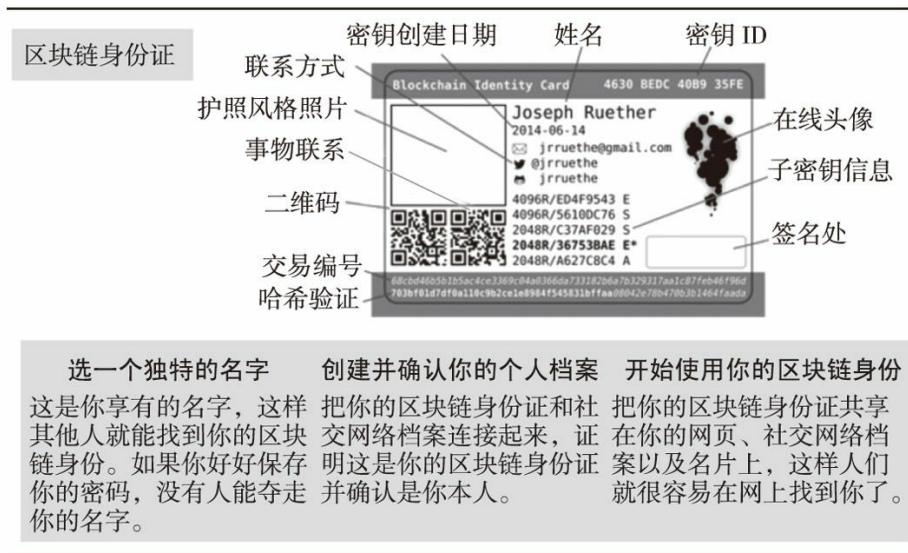 区块链身份证
密钥创建日期
姓名
密钥 ID
联系方式
护照风格照片
事物联系
二维码
交易编号
哈希验证
在线头像
子密钥信息
签名处
Blockchain Identity Card 4630 BEDC 40B9 35FE
Joseph Ruether
2014-06-14
jrruethe@gmail.com
@jrruethe
jrruethe
4096R/ED4F9543 E
4096R/5610DC76 S
2048R/C37AF029 S
2048R/36753BAE E*
2048R/A627C8C4 A
选一个独特的名字
这是你享有的名字，这样
其他人就能找到你的区块
链身份。如果你好好保存
你的密码，没有人能夺走
你的名字。
创建并确认你的个人档案
把你的区块链身份证和社
交网络档案连接起来，证
明这是你的区块链身份证
并确认是你本人。
开始使用你的区块链身份
把你的区块链身份证共享
在你的网页、社交网络档
案以及名片上，这样人们
就很容易在网上找到你了。